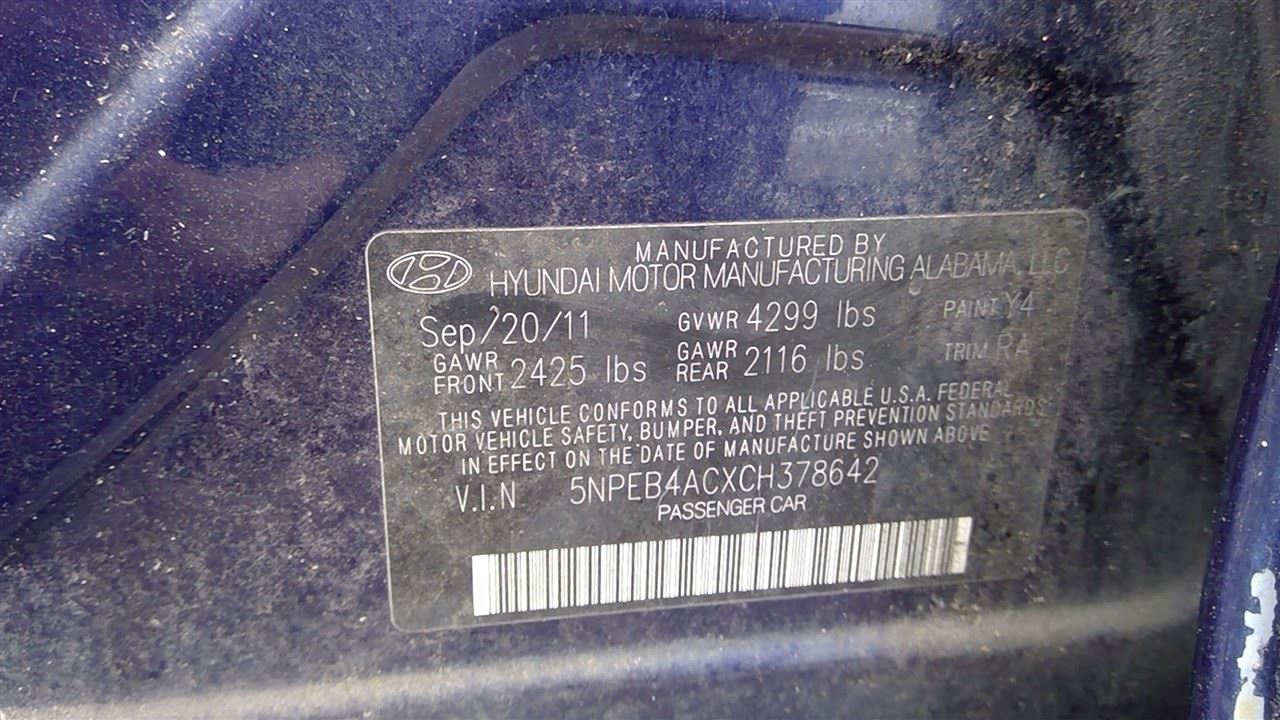 MANUFACTURED BY
HYUNDAI MOTOR MANUFACTURING ALABAMA, LLC
Sep/20/11 GVWR 4299 lbs PAINT Y4
GAWR FRONT 2425 lbs GAWR REAR 2116 lbs TRIM RA
THIS VEHICLE CONFORMS TO ALL APPLICABLE U.S.A. FEDERAL
MOTOR VEHICLE SAFETY, BUMPER, AND THEFT PREVENTION STANDARDS
IN EFFECT ON THE DATE OF MANUFACTURE SHOWN ABOVE
V.I.N 5NPEB4ACXCH378642
PASSENGER CAR